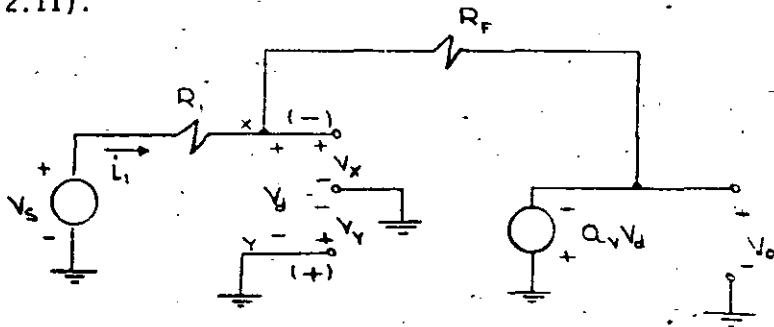 2.11).
R_F
R_1
x
(-)
+ +
i_1
V_x
+
V_s
-
V_d
-
-
V_y
Y - +
(+)
-
+
a_v V_d
+
V_o
-